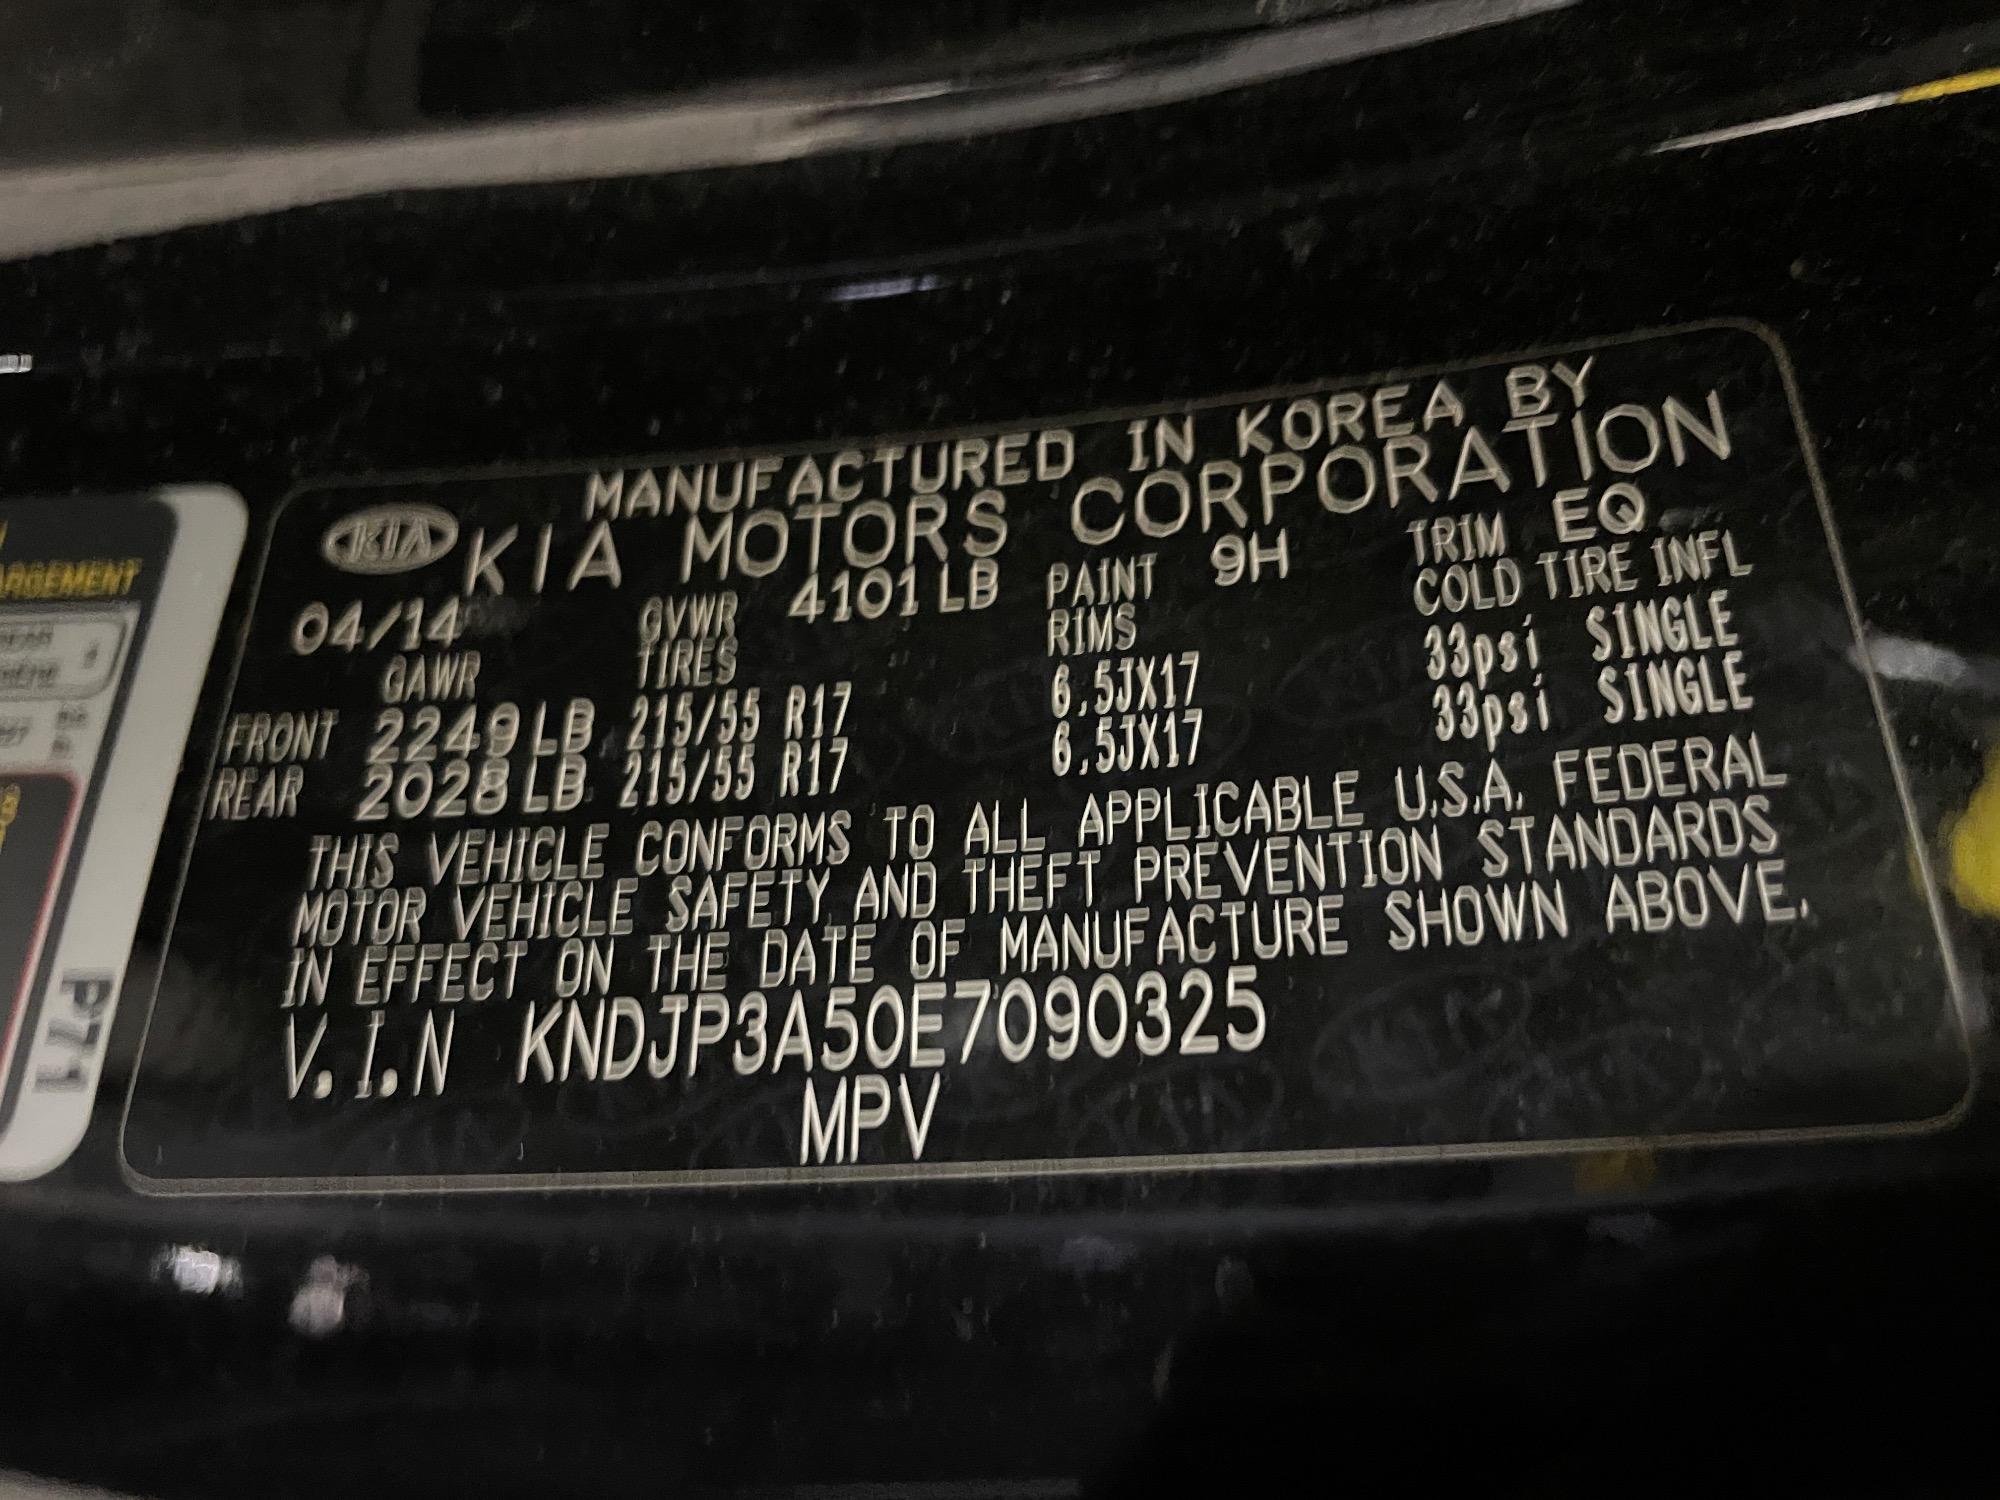 MANUFACTURED IN KOREA BY
KIA KIA MOTORS CORPORATION
04/14 GVWR 4101 LB PAINT 9H TRIM EQ
GAWR TIRES RIMS COLD TIRE INFL
FRONT 2249 LB 215/55 R17 6.5JX17 33psi SINGLE
REAR 2028 LB 215/55 R17 6.5JX17 33psi SINGLE
THIS VEHICLE CONFORMS TO ALL APPLICABLE U.S.A. FEDERAL
MOTOR VEHICLE SAFETY AND THEFT PREVENTION STANDARDS
IN EFFECT ON THE DATE OF MANUFACTURE SHOWN ABOVE.
V.I.N KNDJP3A50E7090325
MPV
P71